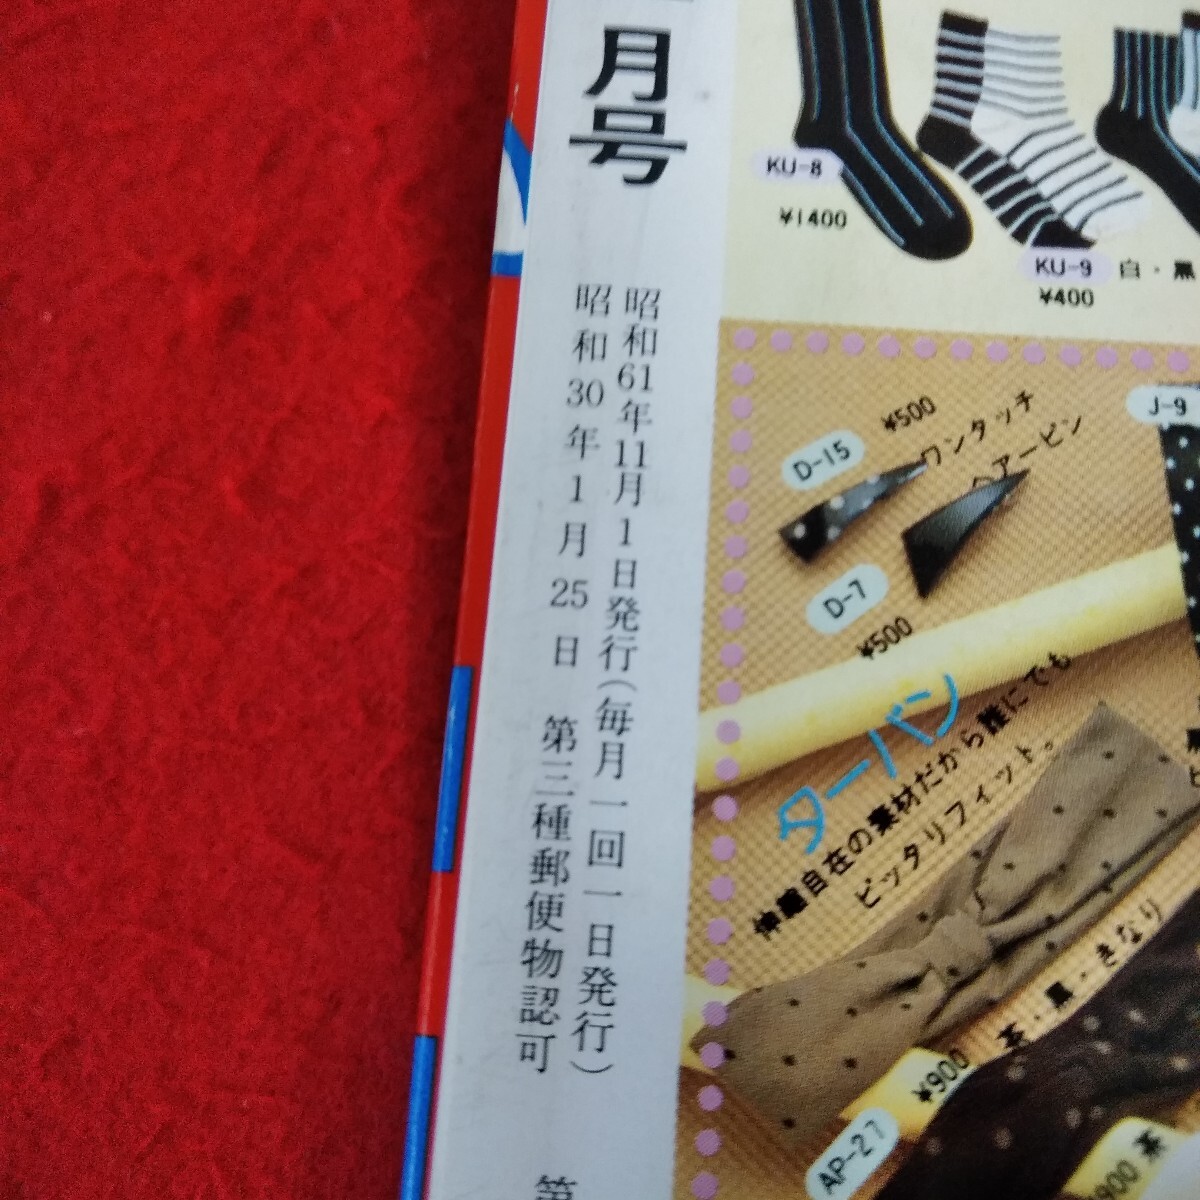 月号
昭和61年11月1日発行(毎月一回一日発行)
昭和30年1月25日 第三種郵便物認可
第
KU-8
¥1400
KU-9 白・黒
¥400
D-15
¥500
ワンタッチ
ヘアーピン
J-9
D-7
¥500
ターバン
伸縮自在の素材だから誰にでも
ピッタリフィット。
AP-27
¥900 茶・黒・きなり
900 茶